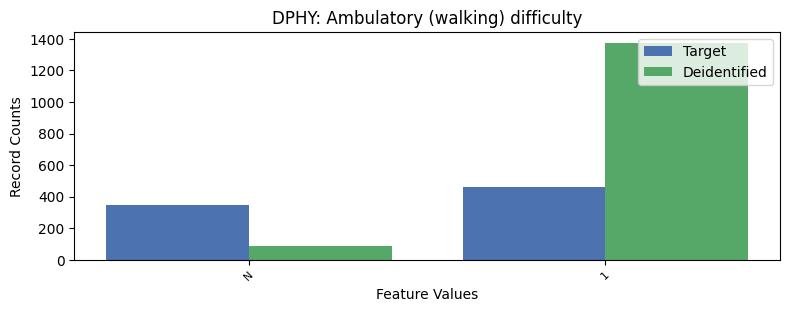 DPHY: Ambulatory (walking) difficulty
Target
Deidentified
Record Counts
1400
1200
1000
800
600
400
200
0
N
1
Feature Values